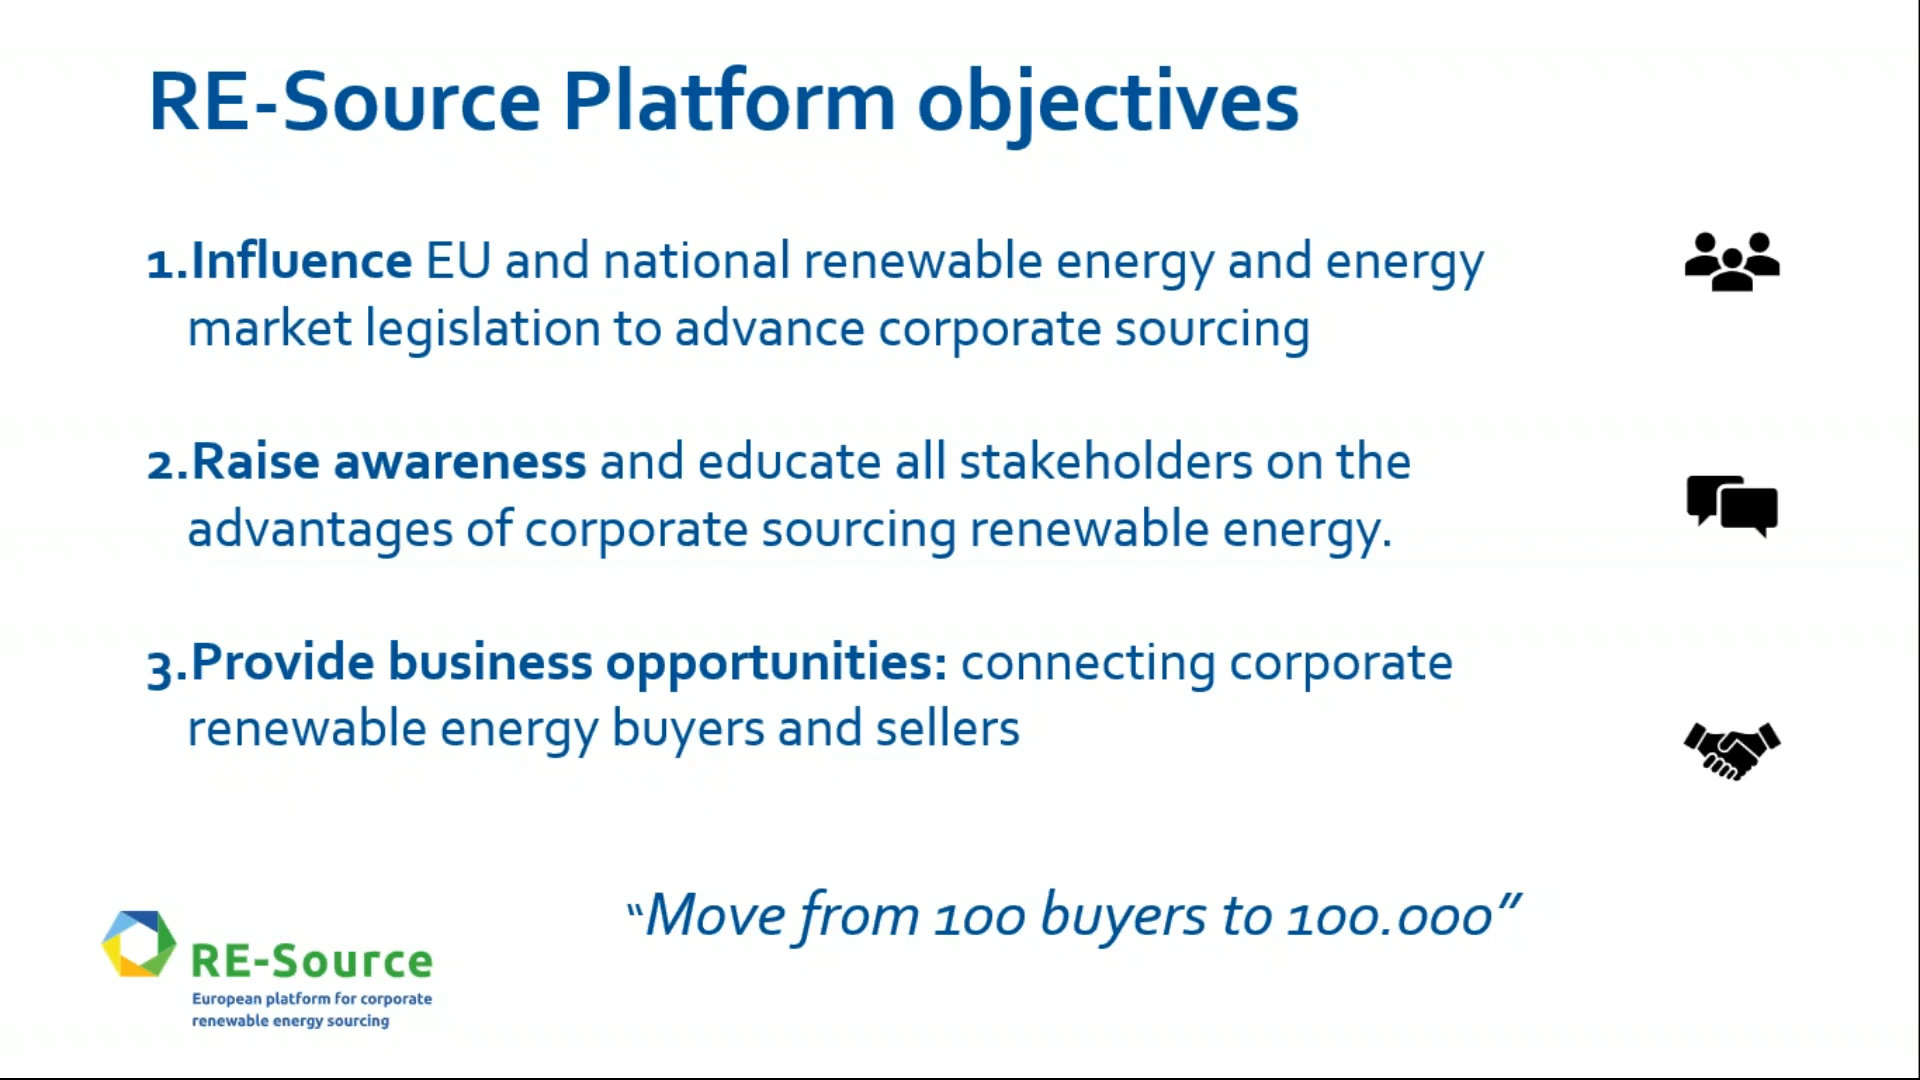 RE-Source Platform objectives
1.Influence EU and national renewable energy and energy
market legislation to advance corporate sourcing
2.Raise awareness and educate all stakeholders on the
advantages of corporate sourcing renewable energy.
3.Provide business opportunities: connecting corporate
renewable energy buyers and sellers
“Move from 100 buyers to 100.000”
RE-Source
European platform for corporate
renewable energy sourcing